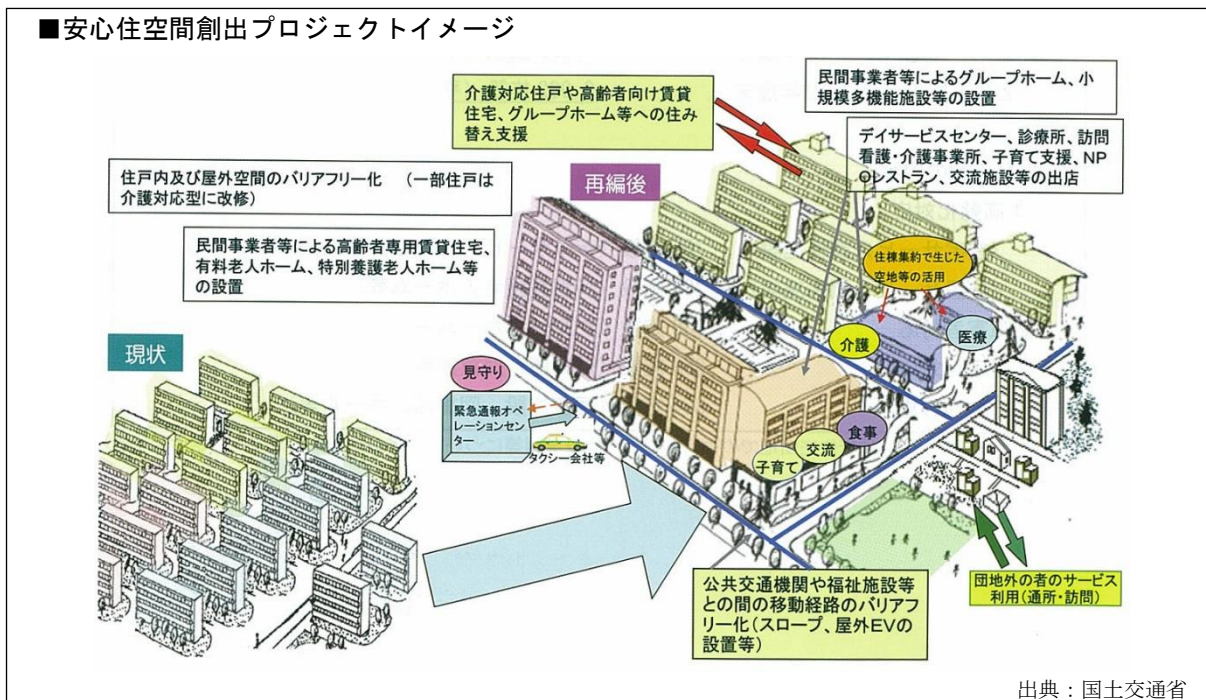 ■安心住空間創出プロジェクトイメージ
介護対応住戸や高齢者向け賃貸
住宅、グループホーム等への住み
替え支援
民間事業者等によるグループホーム、小
規模多機能施設等の設置
デイサービスセンター、診療所、訪問
看護・介護事業所、子育て支援、NP
Oレストラン、交流施設等の出店
住戸内及び屋外空間のバリアフリー化 （一部住戸は
介護対応型に改修）
再編後
民間事業者等による高齢者専用賃貸住宅、
有料老人ホーム、特別養護老人ホーム等
の設置
住棟集約で生じた
空地等の活用
介護
医療
現状
見守り
緊急通報オペ
レーションセン
ター
タクシー会社等
食事
交流
子育て
公共交通機関や福祉施設等
との間の移動経路のバリア
フリー化（スロープ、屋外EVの
設置等）
団地外の者のサービス
利用（通所・訪問）
出典：国土交通省